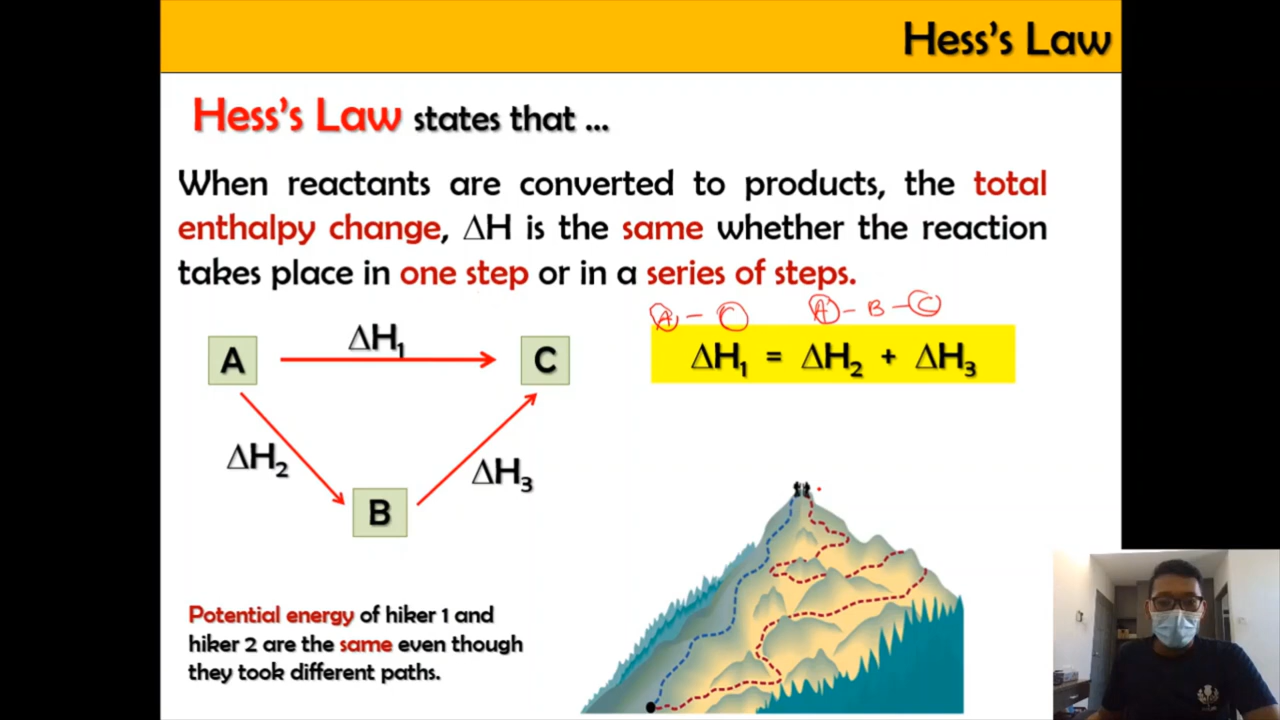 Hess's Law
Hess's Law states that ...
When reactants are converted to products, the total
enthalpy change, ΔH is the same whether the reaction
takes place in one step or in a series of steps.
A – C
A – B – C
ΔH₁
A
C
ΔH₁ = ΔH₂ + ΔH₃
ΔH₂
ΔH₃
B
Potential energy of hiker 1 and
hiker 2 are the same even though
they took different paths.